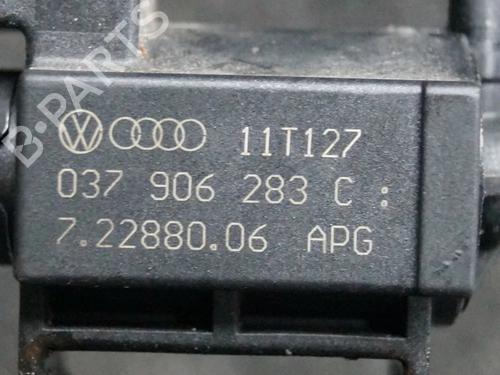 B-PARTS
11T127
037 906 283 C :
7.22880.06 APG